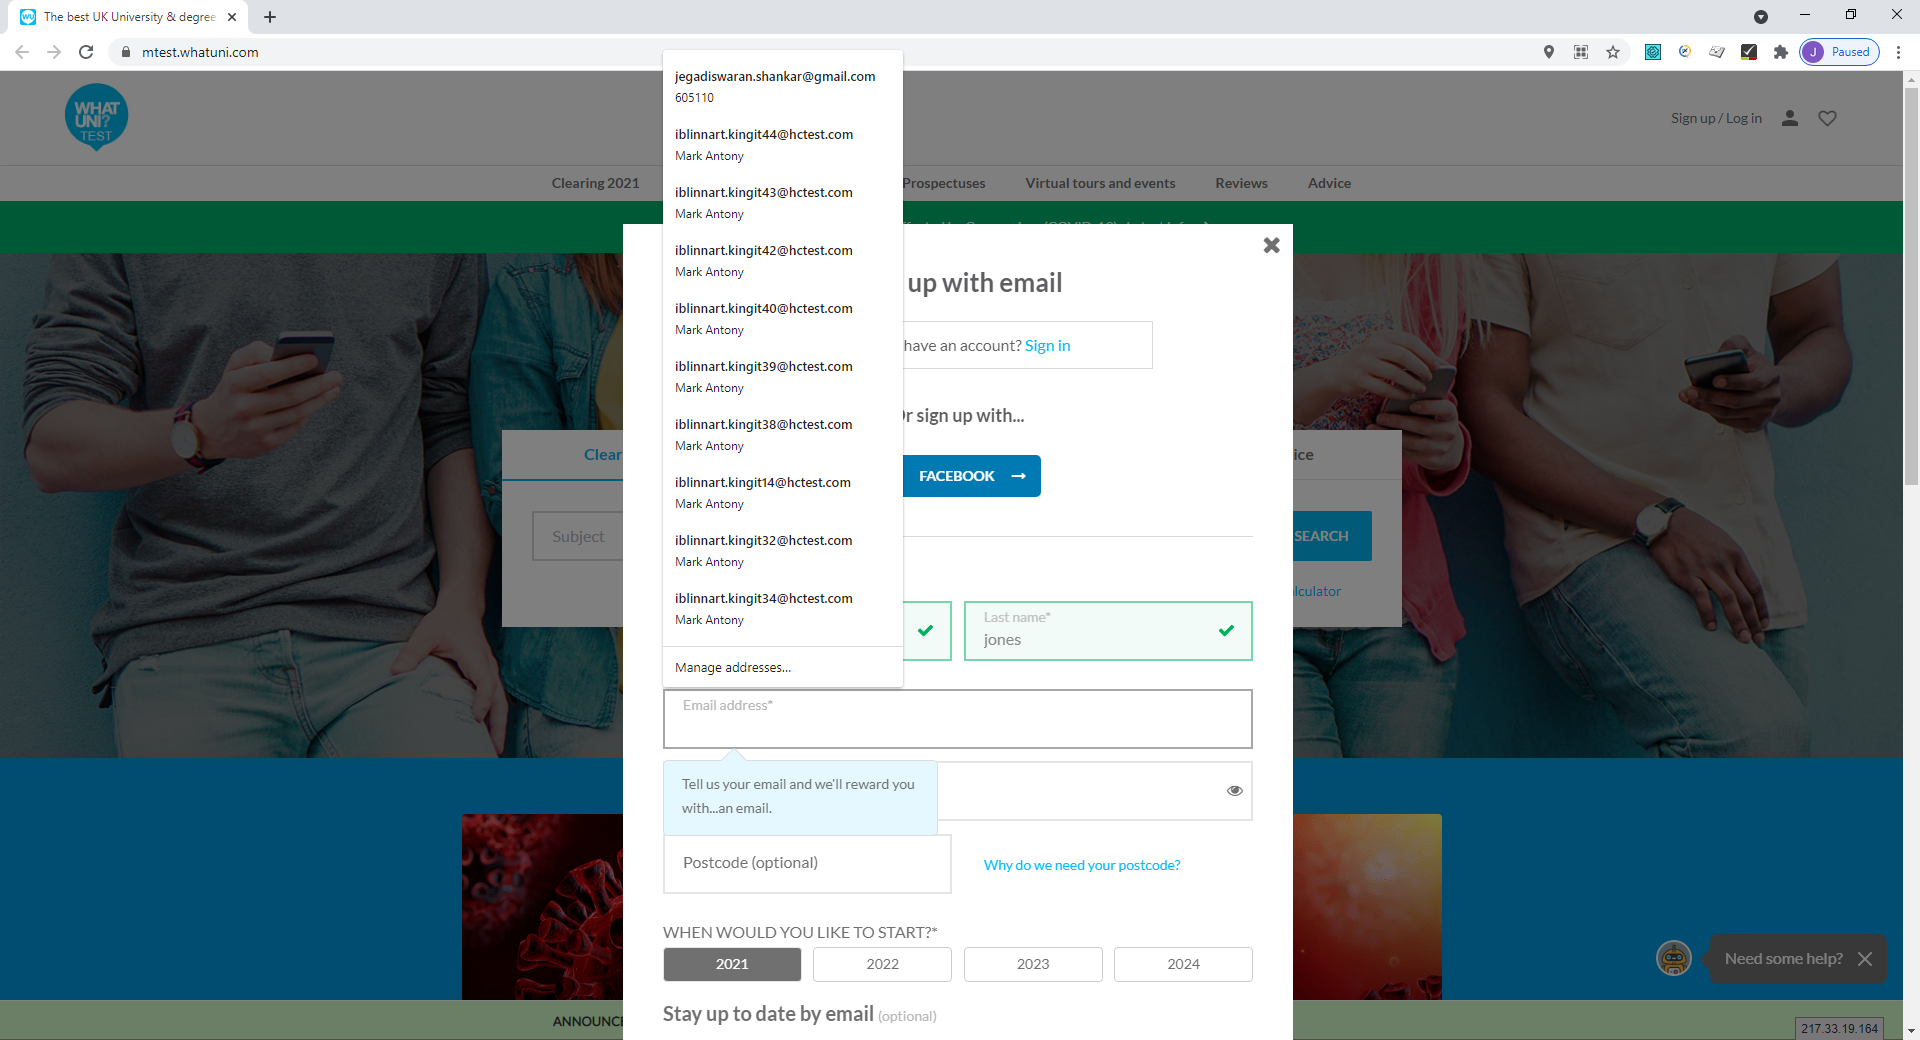 The best UK University & degree
mtest.whatuni.com
J Paused
WHAT
UNI?
TEST
Sign up / Log in
Clearing 2021
Prospectuses
Virtual tours and events
Reviews
Advice
jegadiswaran.shankar@gmail.com
605110
iblinnart.kingit44@hctest.com
Mark Antony
iblinnart.kingit43@hctest.com
Mark Antony
iblinnart.kingit42@hctest.com
Mark Antony
iblinnart.kingit40@hctest.com
Mark Antony
iblinnart.kingit39@hctest.com
Mark Antony
iblinnart.kingit38@hctest.com
Mark Antony
iblinnart.kingit14@hctest.com
Mark Antony
iblinnart.kingit32@hctest.com
Mark Antony
iblinnart.kingit34@hctest.com
Mark Antony
Manage addresses...
up with email
have an account? Sign in
r sign up with...
FACEBOOK
Clear
ice
Subject
SEARCH
lculator
Last name*
jones
Email address*
Tell us your email and we'll reward you
with...an email.
Postcode (optional)
Why do we need your postcode?
WHEN WOULD YOU LIKE TO START?*
2021
2022
2023
2024
Stay up to date by email (optional)
Need some help?
ANNOUNCE
217.33.19.164